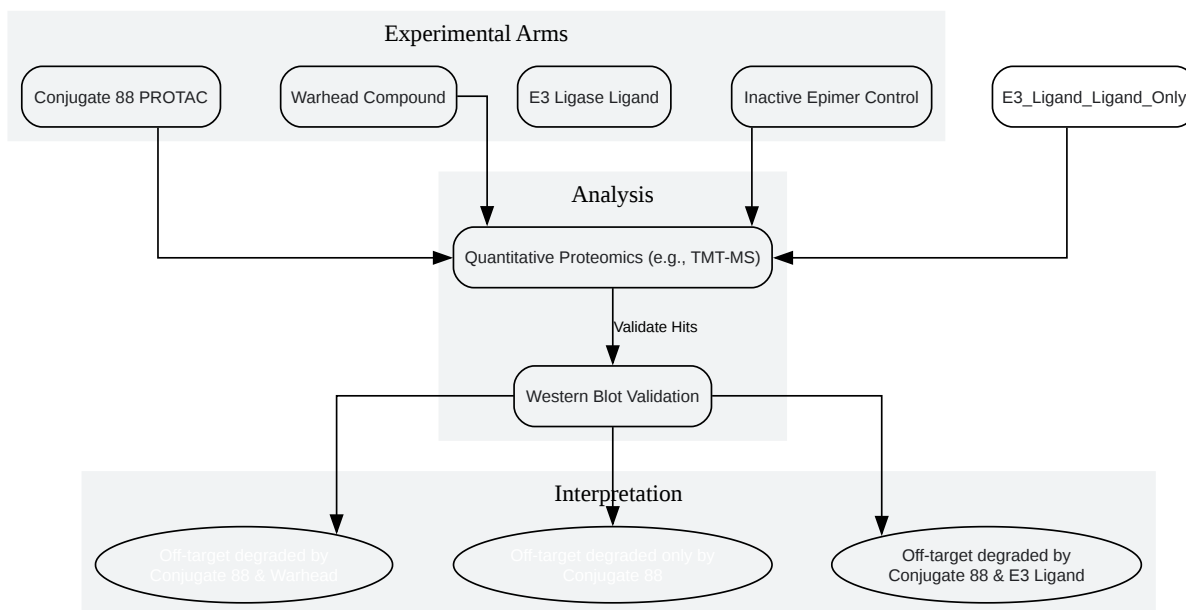 Experimental Arms
Conjugate 88 PROTAC
Warhead Compound
E3 Ligase Ligand
Inactive Epimer Control
E3_Ligand_Ligand_Only
Analysis
Quantitative Proteomics (e.g., TMT-MS)
Validate Hits
Western Blot Validation
Interpretation
Off-target degraded by
Conjugate 88 & Warhead
Off-target degraded only by
Conjugate 88
Off-target degraded by
Conjugate 88 & E3 Ligand